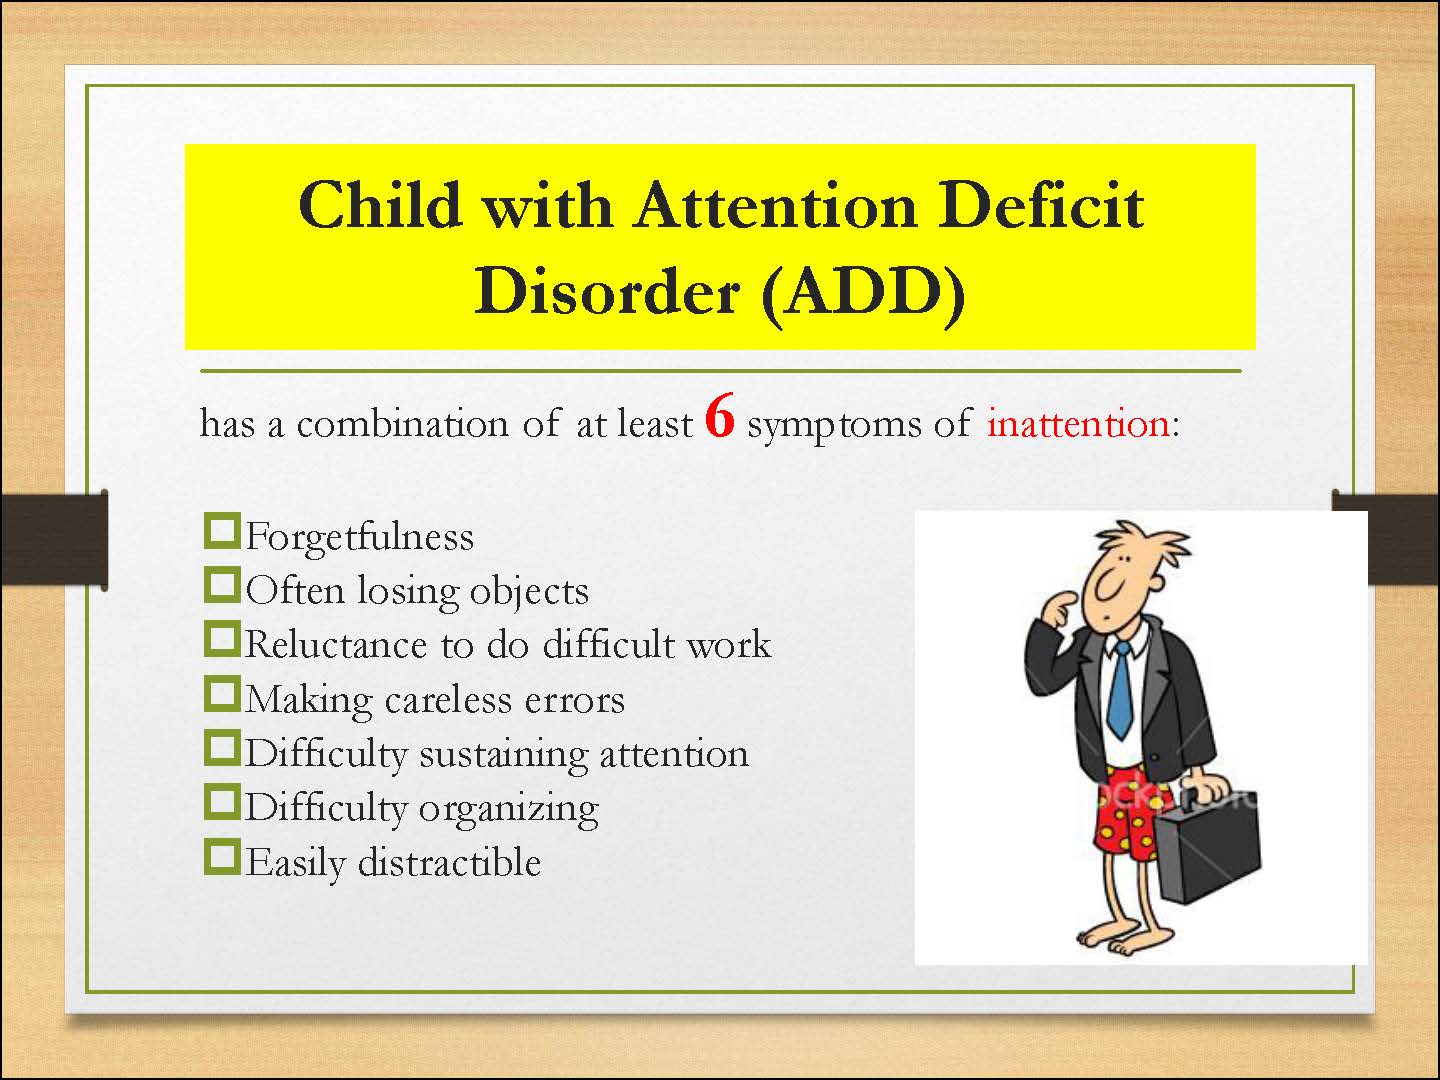 Child with Attention Deficit
Disorder (ADD)
has a combination of at least 6 symptoms of inattention:
Forgetfulness
Often losing objects
Reluctance to do difficult work
Making careless errors
Difficulty sustaining attention
Difficulty organizing
Easily distractible